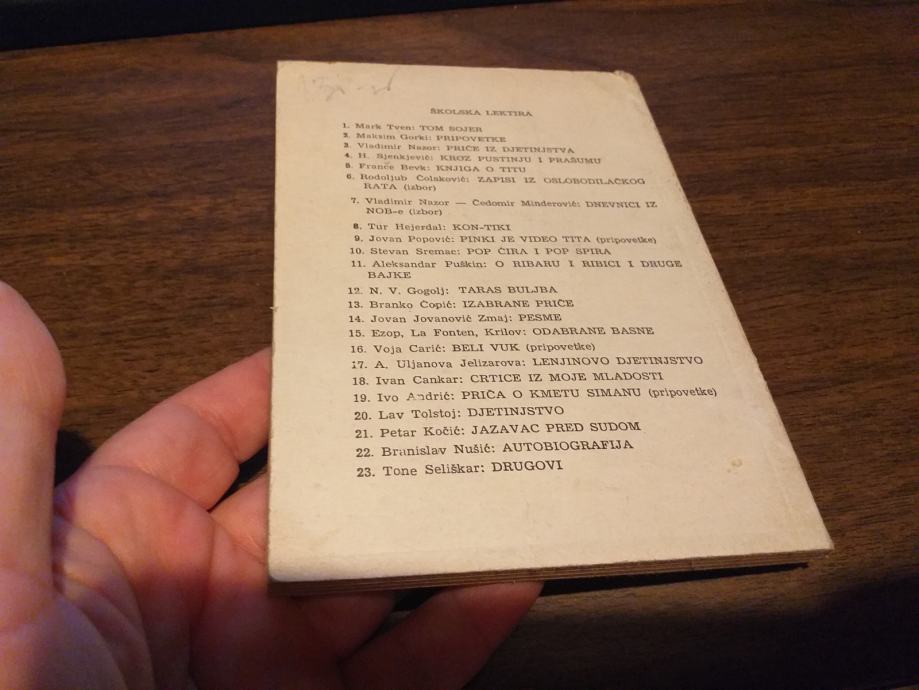 ŠKOLSKA LEKTIRA
1. Mark Tven: TOM SOJER
2. Maksim Gorki: PRIPOVETKE
3. Vladimir Nazor: PRIČE IZ DJETINJSTVA
4. H. Sjenkjevič: KROZ PUSTINJU I PRAŠUMU
5. Franče Bevk: KNJIGA O TITU
6. Rodoljub Čolaković: ZAPISI IZ OSLOBODILAČKOG
RATA (izbor)
7. Vladimir Nazor — Čedomir Minderović: DNEVNICI IZ
NOB-e (izbor)
8. Tur Hejerdal: KON-TIKI
9. Jovan Popović: PINKI JE VIDEO TITA (pripovetke)
10. Stevan Sremac: POP ĆIRA I POP SPIRA
11. Aleksandar Puškin: O RIBARU I RIBICI I DRUGE
BAJKE
12. N. V. Gogolj: TARAS BULJBA
13. Branko Ćopić: IZABRANE PRIČE
14. Jovan Jovanović Zmaj: PESME
15. Ezop, La Fonten, Krilov: ODABRANE BASNE
16. Voja Carić: BELI VUK (pripovetke)
17. A. Uljanova Jelizarova: LENJINOVO DJETINJSTVO
18. Ivan Cankar: CRTICE IZ MOJE MLADOSTI
19. Ivo Andrić: PRIČA O KMETU SIMANU (pripovetke)
20. Lav Tolstoj: DJETINJSTVO
21. Petar Kočić: JAZAVAC PRED SUDOM
22. Branislav Nušić: AUTOBIOGRAFIJA
23. Tone Seliškar: DRUGOVI